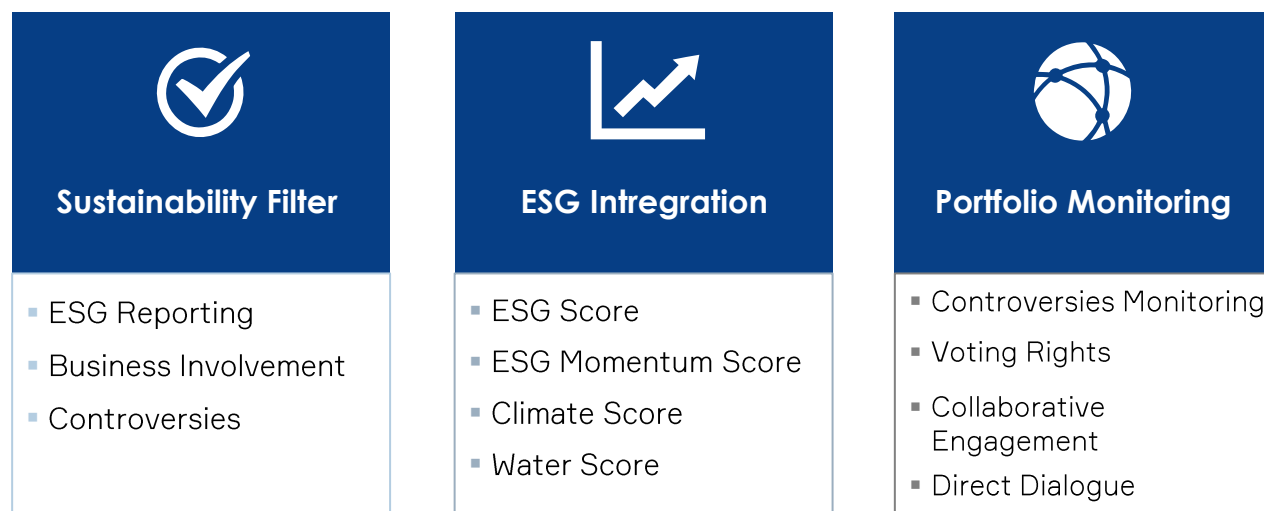 Sustainability Filter
ESG Reporting
Business Involvement
Controversies
ESG Intregration
ESG Score
ESG Momentum Score
Climate Score
Water Score
Portfolio Monitoring
Controversies Monitoring
Voting Rights
Collaborative
Engagement
Direct Dialogue